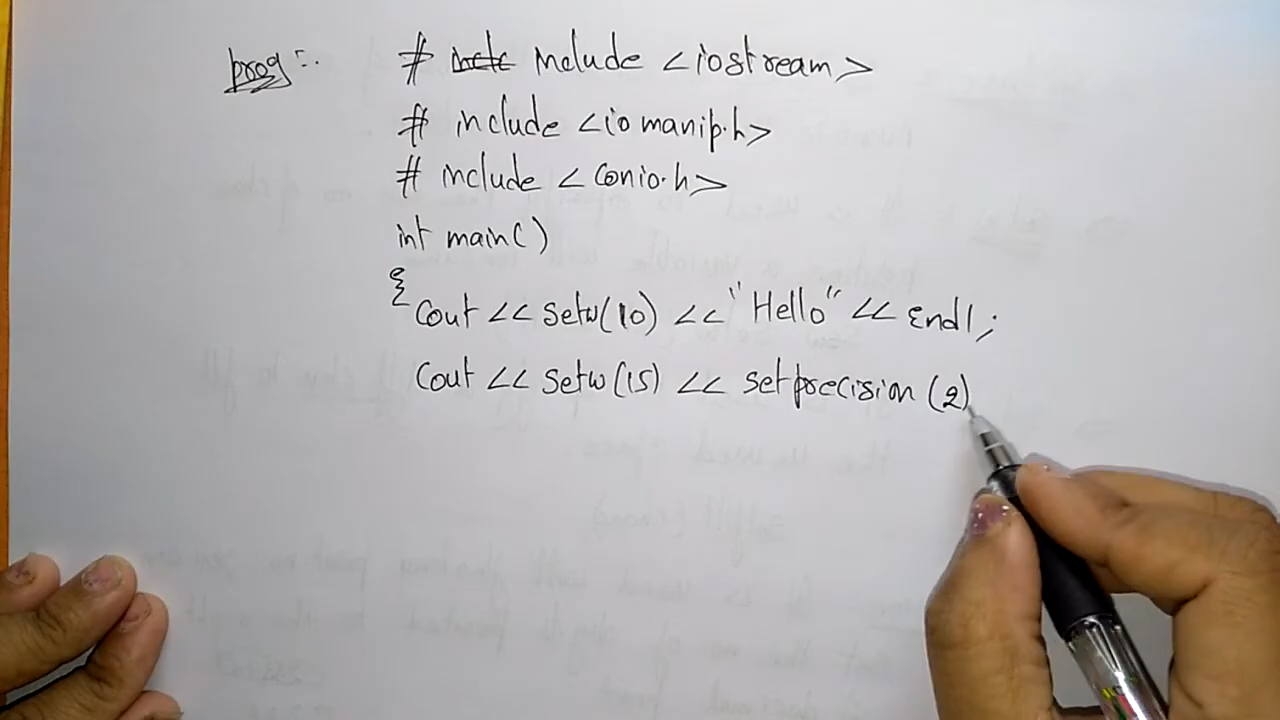 prog:-
# include <iostream>
# include <iomanip.h>
# include <conio.h>
int main()
{
cout << setw(10) << "Hello" << endl;
cout << setw(15) << setprecision (2)